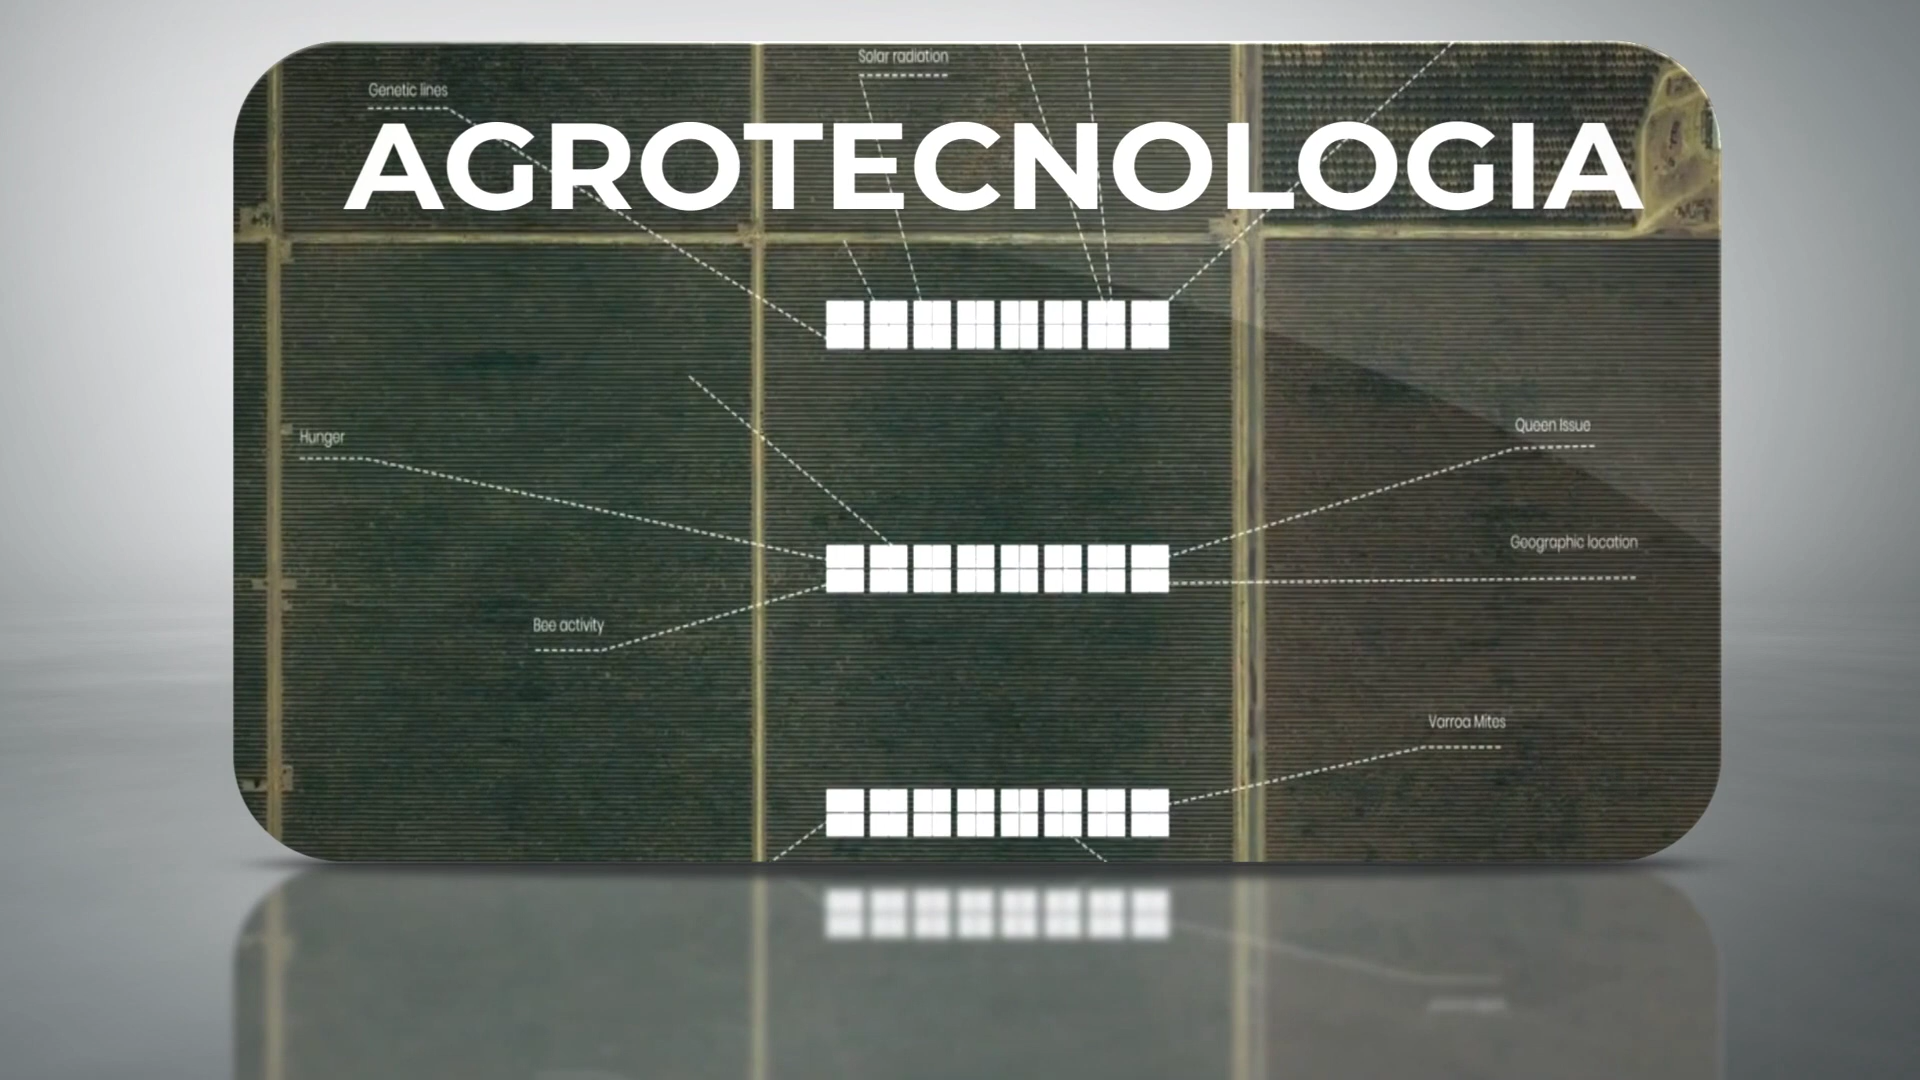 Solar radiation
Genetic lines
AGROTECNOLOGIA
Hunger
Queen Issue
Geographic location
Bee activity
Varroa Mites